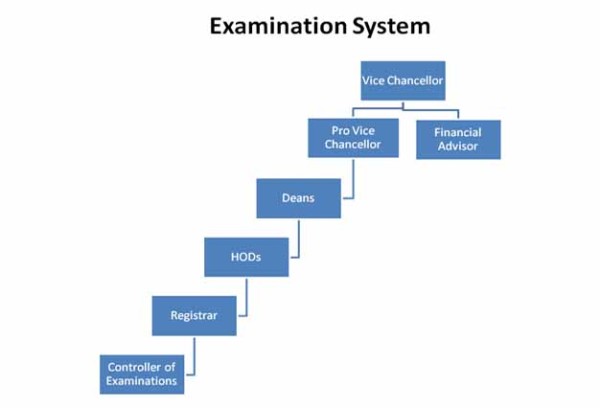 Examination System
Vice Chancellor
Pro Vice
Chancellor
Financial
Advisor
Deans
HODs
Registrar
Controller of
Examinations